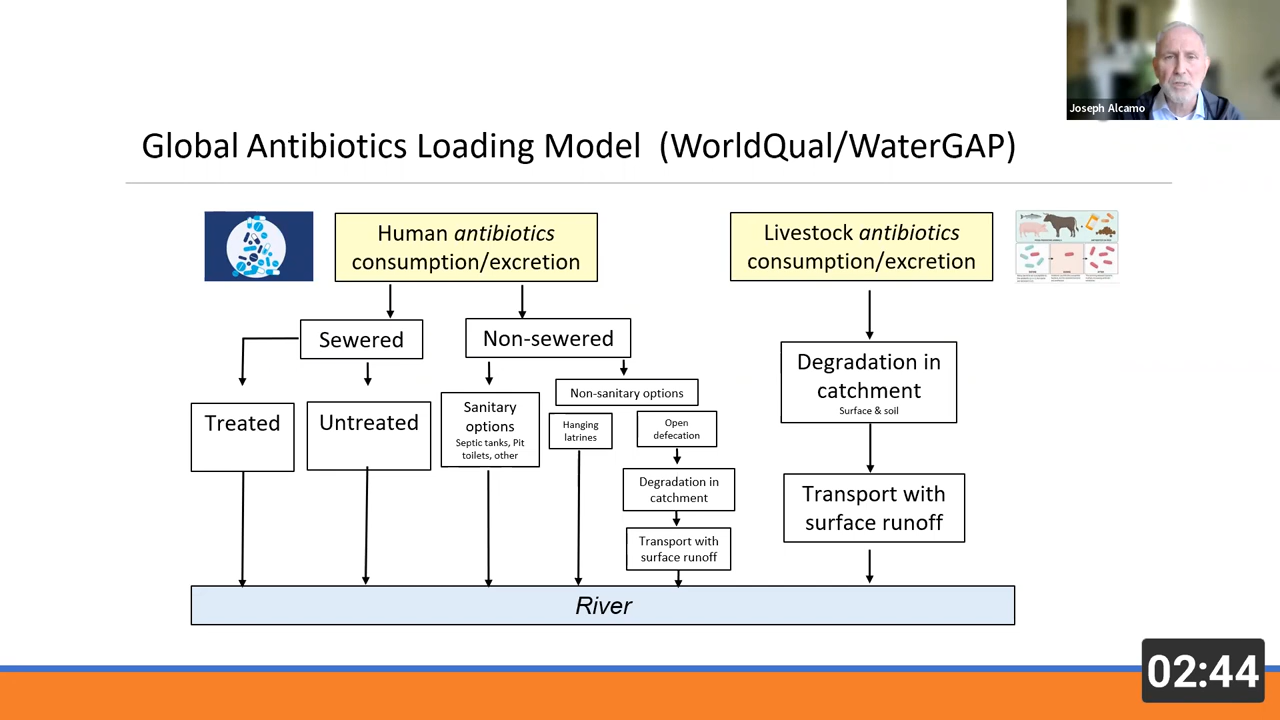 Joseph Alcamo
Global Antibiotics Loading Model (WorldQual/WaterGAP)
Human antibiotics
consumption/excretion
Livestock antibiotics
consumption/excretion
Sewered
Non-sewered
Treated
Untreated
Sanitary
options
Septic tanks, Pit
toilets, other
Non-sanitary options
Hanging
latrines
Open
defecation
Degradation in
catchment
Transport with
surface runoff
Degradation in
catchment
Surface & soil
Transport with
surface runoff
River
02:44